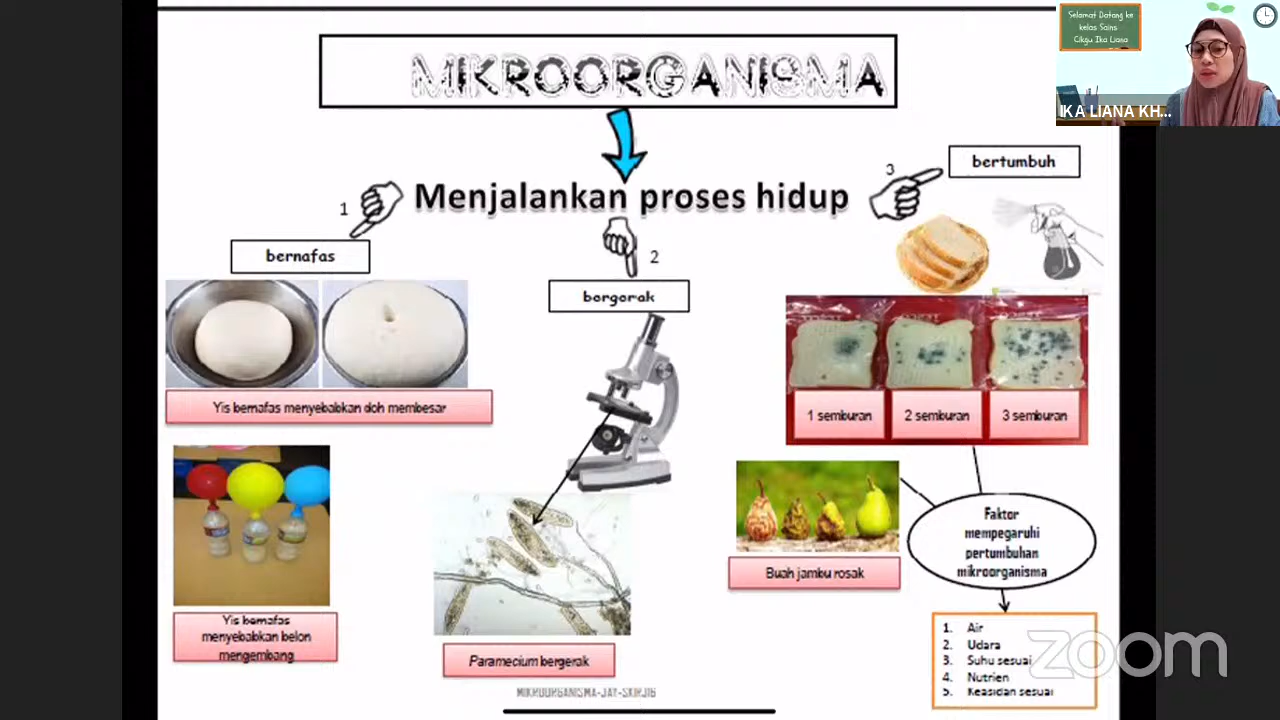 Selamat Datang ke
kelas Sains
Cikgu Ika Liana
IKA LIANA KH...
MIKROORGANISMA
Menjalankan proses hidup
1
bernafas
2
bergerak
3
bertumbuh
Yis bernafas menyebabkan doh membesar
1 semburan
2 semburan
3 semburan
Yis bernafas
menyebabkan belon
mengembang
Paramecium bergerak
Buah jambu rosak
Faktor
mempegaruhi
pertumbuhan
mikroorganisma
1. Air
2. Udara
3. Suhu sesuai
4. Nutrien
5. Keasidan sesuai
MIKROORGANISMA-JAY-SKIRJ16
zoom